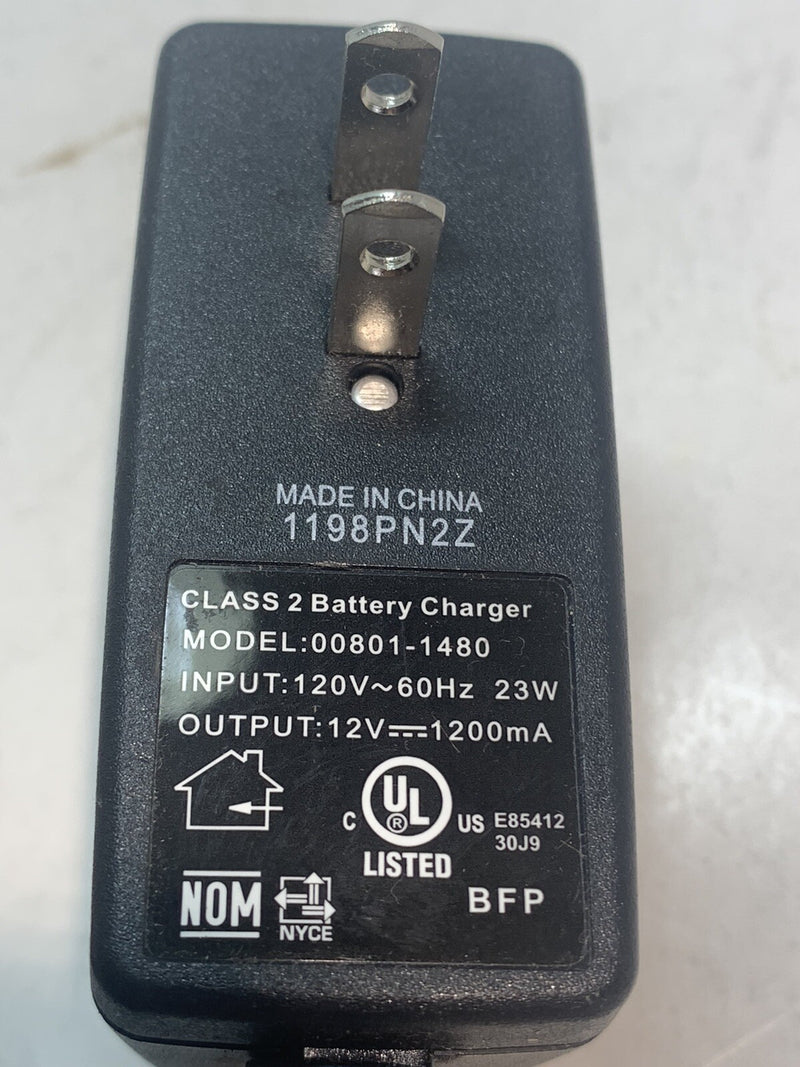 MADE IN CHINA
1198PN2Z
CLASS 2 Battery Charger
MODEL:00801-1480
INPUT:120V~60Hz 23W
OUTPUT:12V⎓1200mA
C UL ® US E85412
30J9
LISTED
NOM NYCE BFP